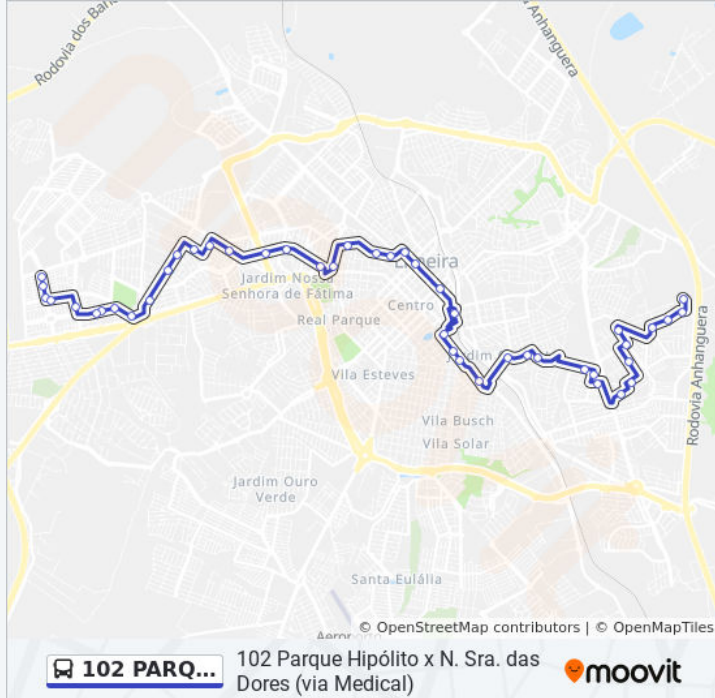 Rodovia dos Ban
Anhanguera
Limeira
Jardim Nossa
Senhora de Fátima
Centro
Real Parque
Jardim
Vila Esteves
Rodovia Anhanguera
Vila Busch
Vila Solar
Jardim Ouro
Verde
Santa Eulália
Aeroporto
© OpenStreetMap contributors | © OpenMapTiles
102 PARQ...
102 Parque Hipólito x N. Sra. das
Dores (via Medical)
moovit